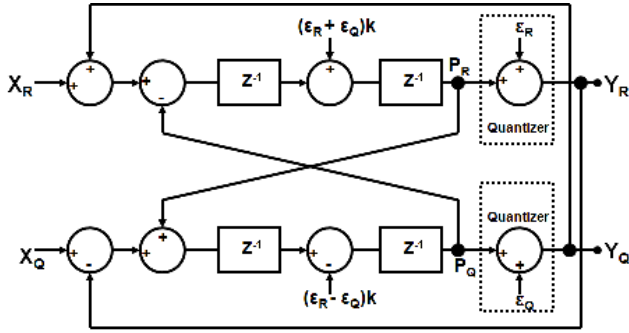 (εR + εQ)k
εR
XR
+
+
+
-
Z-1
+
Z-1
PR
+
+
YR
Quantizer
Quantizer
XQ
+
-
+
+
Z-1
+
-
Z-1
PQ
+
+
YQ
(εR - εQ)k
εQ